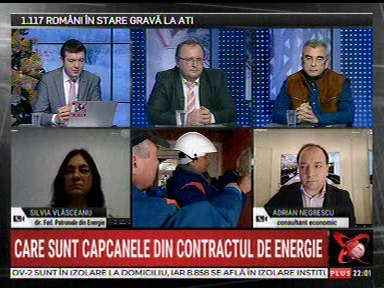 1.117 ROMÂNI ÎN STARE GRAVĂ LA ATI
SILVIA VLĂSCEANU
dir. Fed. Patronale din Energie
ADRIAN NEGRESCU
consultant economic
CARE SUNT CAPCANELE DIN CONTRACTUL DE ENERGIE
OV-2 SUNT ÎN IZOLARE LA DOMICILIU, IAR 8.858 SE AFLĂ ÎN IZOLARE INSTITU
PLUS 22:01